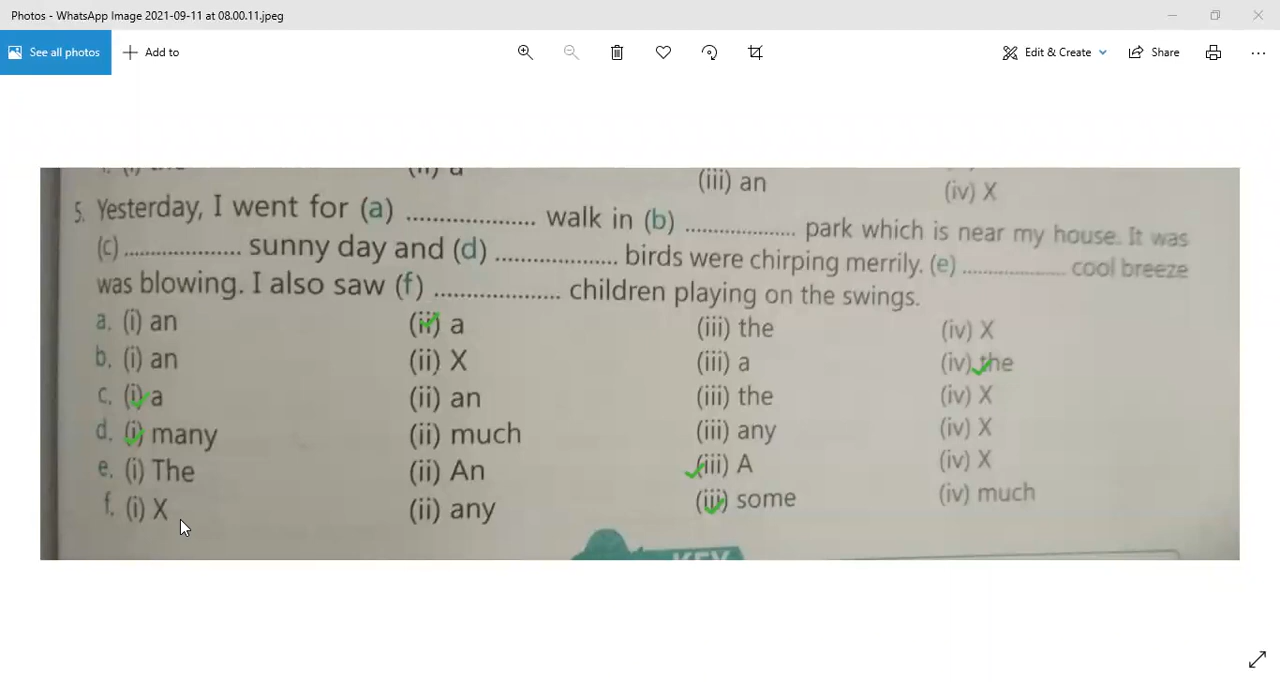 Photos - WhatsApp Image 2021-09-11 at 08.00.11.jpeg
See all photos Add to Edit & Create Share
(iii) an (iv) X
5. Yesterday, I went for (a) .................. walk in (b) .................. park which is near my house. It was
(c) .................. sunny day and (d) .................. birds were chirping merrily. (e) .................. cool breeze
was blowing. I also saw (f) .................. children playing on the swings.
a. (i) an (ii) a (iii) the (iv) X
b. (i) an (ii) X (iii) a (iv) the
c. (i) a (ii) an (iii) the (iv) X
d. (i) many (ii) much (iii) any (iv) X
e. (i) The (ii) An (iii) A (iv) X
f. (i) X (ii) any (iii) some (iv) much